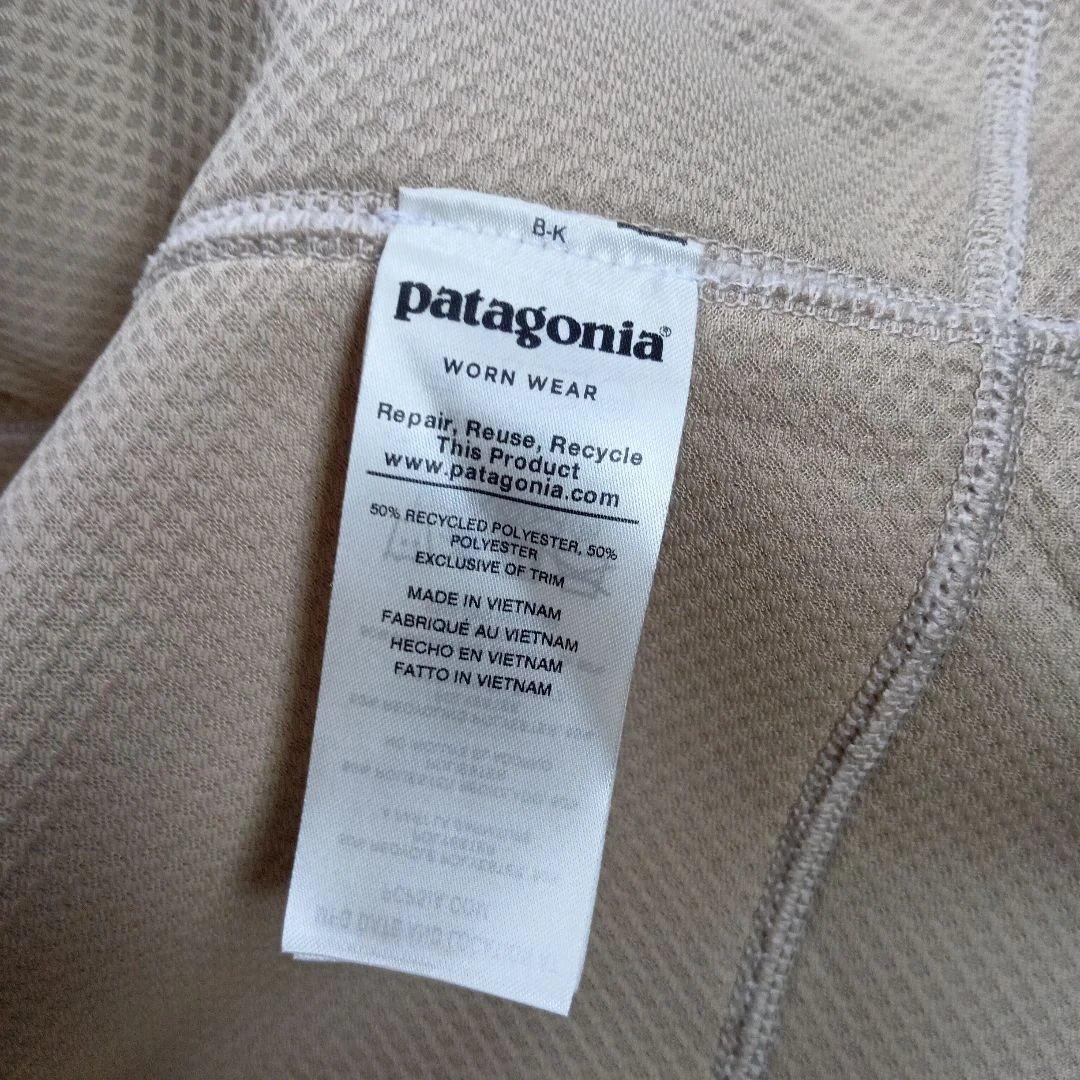 B-K
patagonia®
WORN WEAR
Repair, Reuse, Recycle
This Product
www.patagonia.com
50% RECYCLED POLYESTER, 50%
POLYESTER
EXCLUSIVE OF TRIM
MADE IN VIETNAM
FABRIQUÉ AU VIETNAM
HECHO EN VIETNAM
FATTO IN VIETNAM